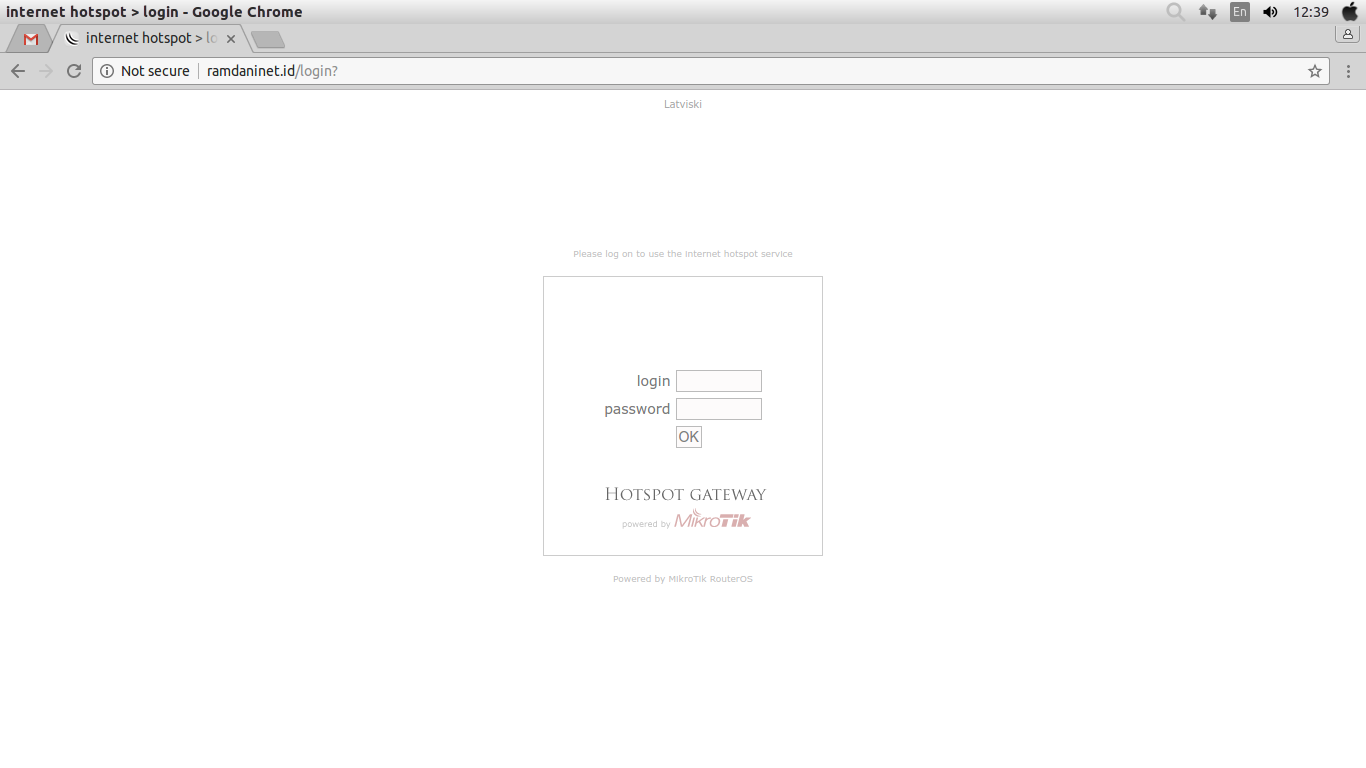 internet hotspot > login - Google Chrome
En
12:39
internet hotspot > lo
Not secure
ramdaninet.id/login?
Latviski
Please log on to use the internet hotspot service
login
password
OK
HOTSPOT GATEWAY
powered by MikroTik
Powered by MikroTik RouterOS